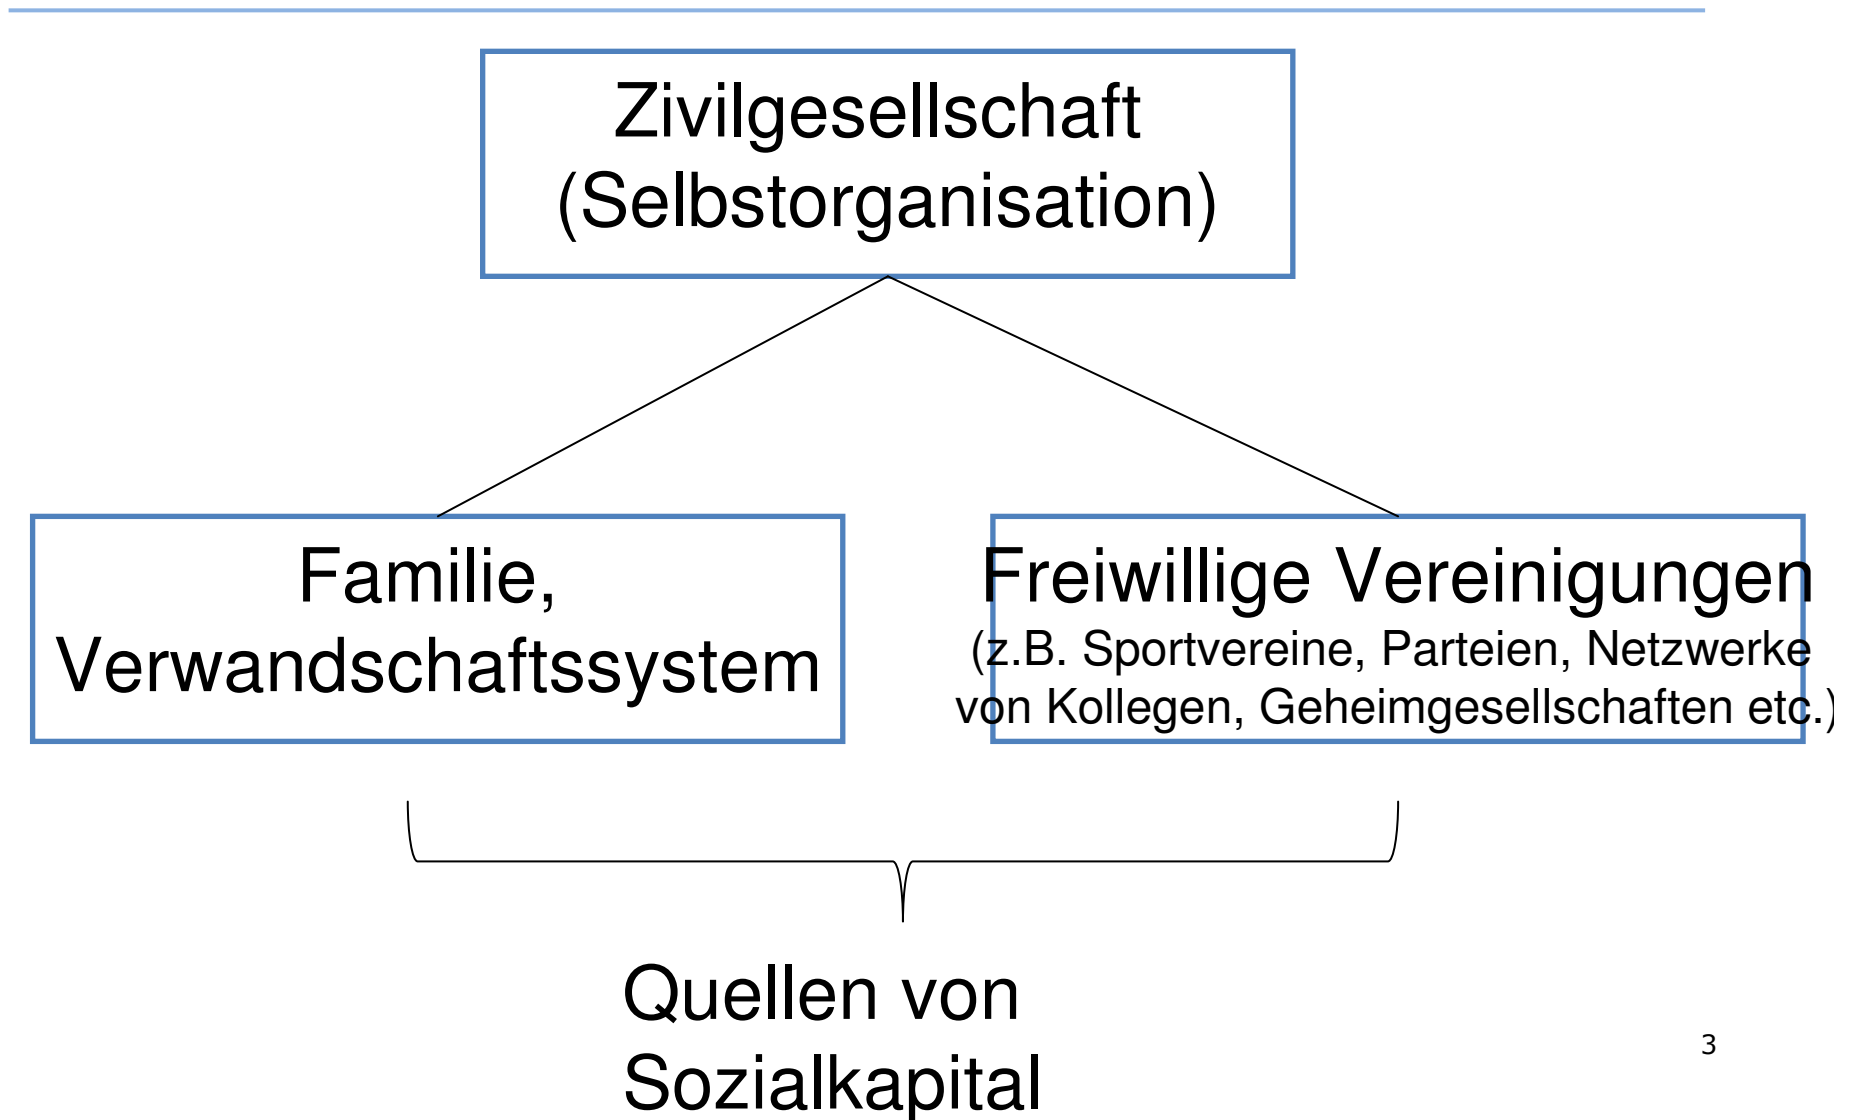 Zivilgesellschaft
(Selbstorganisation)
Familie,
Verwandschaftssystem
Freiwillige Vereinigungen
(z.B. Sportvereine, Parteien, Netzwerke
von Kollegen, Geheimgesellschaften etc.)
Quellen von
Sozialkapital
3